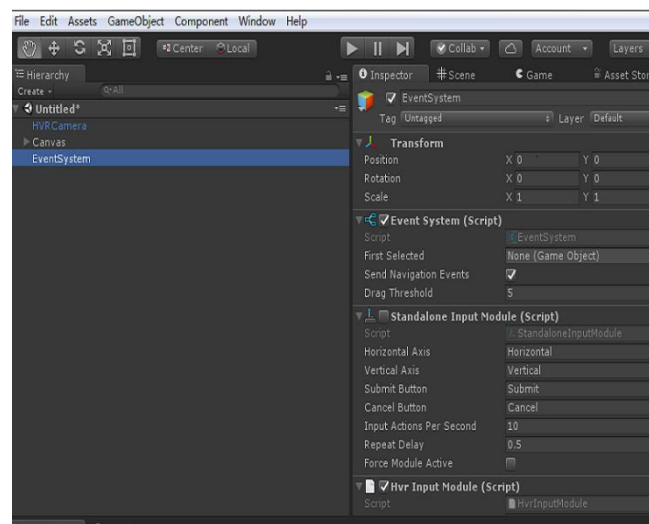 File Edit Assets GameObject Component Window Help
Center Local
Collab Account Layers
Hierarchy
Create All
Untitled*
HVRCamera
Canvas
EventSystem
Inspector Scene Game Asset Stor
EventSystem
Tag Untagged Layer Default
Transform
Position X 0 Y 0
Rotation X 0 Y 0
Scale X 1 Y 1
Event System (Script)
Script EventSystem
First Selected None (Game Object)
Send Navigation Events
Drag Threshold 5
Standalone Input Module (Script)
Script StandaloneInputModule
Horizontal Axis Horizontal
Vertical Axis Vertical
Submit Button Submit
Cancel Button Cancel
Input Actions Per Second 10
Repeat Delay 0.5
Force Module Active
Hvr Input Module (Script)
Script HvrInputModule